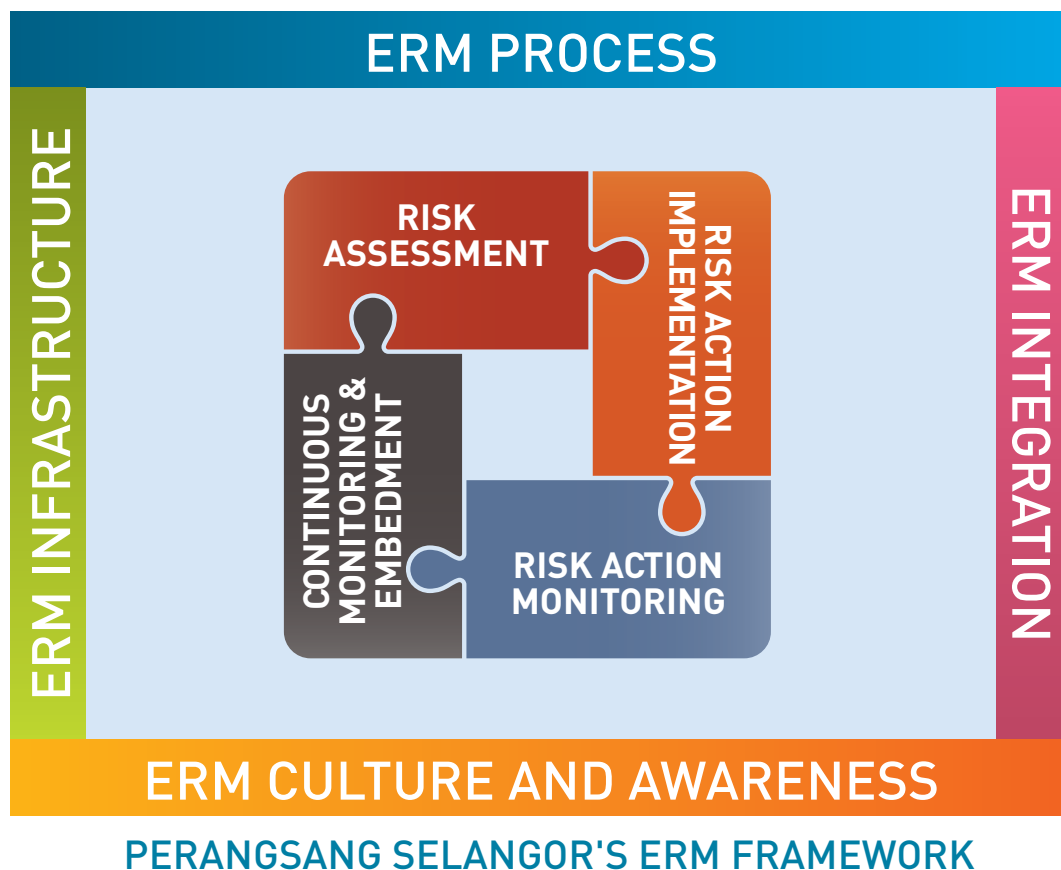 ERM PROCESS
ERM INFRASTRUCTURE
RISK
ASSESSMENT
RISK ACTION
IMPLEMENTATION
CONTINUOUS
MONITORING &
EMBEDMENT
RISK ACTION
MONITORING
ERM INTEGRATION
ERM CULTURE AND AWARENESS
PERANGSANG SELANGOR'S ERM FRAMEWORK